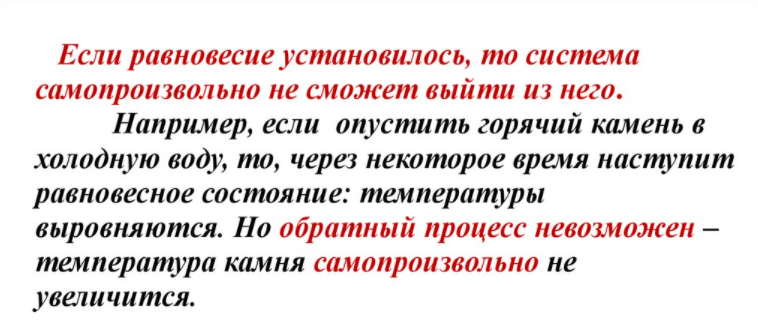 Если равновесие установилось, то система
самопроизвольно не сможет выйти из него.
Например, если опустить горячий камень в
холодную воду, то, через некоторое время наступит
равновесное состояние: температуры
выровняются. Но обратный процесс невозможен –
температура камня самопроизвольно не
увеличится.